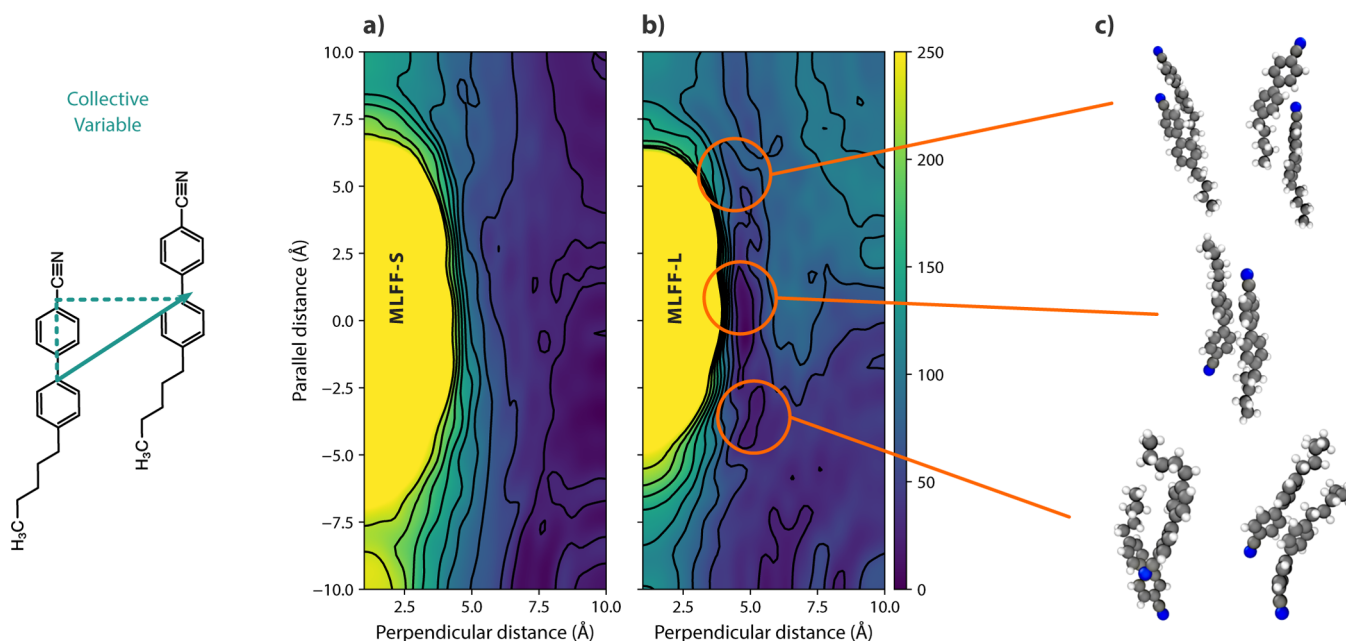 a)
b)
c)
Collective
Variable
C≡N
C≡N
H₃C
H₃C
Parallel distance (Å)
10.0
7.5
5.0
2.5
0.0
−2.5
−5.0
−7.5
−10.0
MLFF-S
2.5
5.0
7.5
10.0
Perpendicular distance (Å)
MLFF-L
2.5
5.0
7.5
10.0
Perpendicular distance (Å)
250
200
150
100
50
0